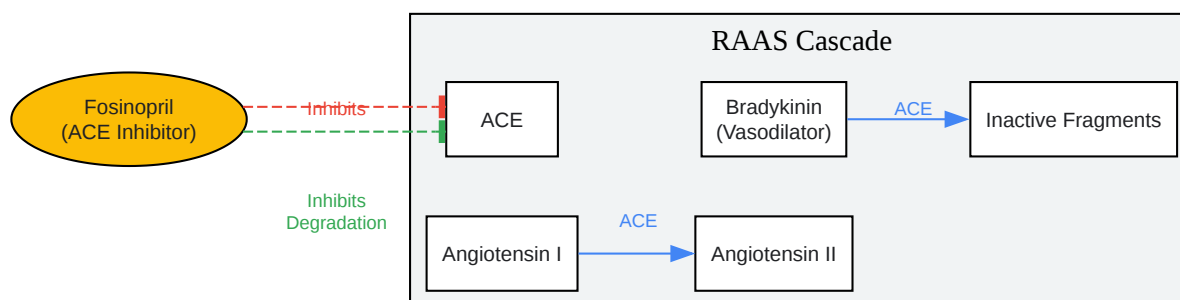 RAAS Cascade
Fosinopril
(ACE Inhibitor)
Inhibits
ACE
Bradykinin
(Vasodilator)
ACE
Inactive Fragments
Inhibits
Degradation
Angiotensin I
ACE
Angiotensin II